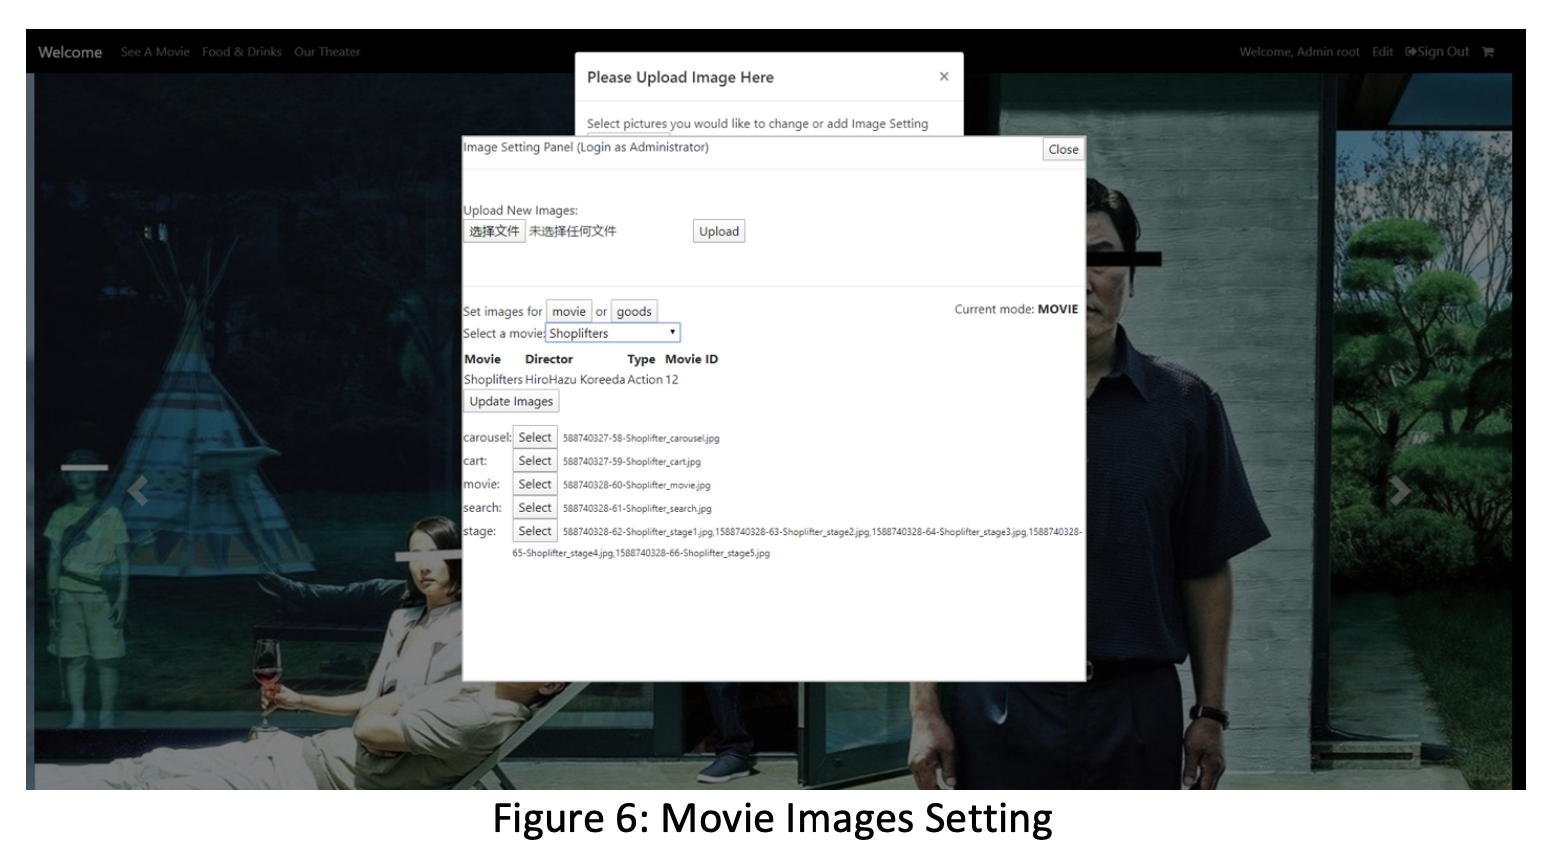 Welcome See A Movie Food & Drinks Our Theater Welcome, Admin root Edit Sign Out
Please Upload Image Here ×
Select pictures you would like to change or add Image Setting
Image Setting Panel (Login as Administrator) Close
Upload New Images:
选择文件 未选择任何文件 Upload
Set images for movie or goods Current mode: MOVIE
Select a movie: Shoplifters
Movie Director Type Movie ID
Shoplifters HiroHazu Koreeda Action 12
Update Images
carousel: Select 588740327-58-Shoplifter_carousel.jpg
cart: Select 588740327-59-Shoplifter_cart.jpg
movie: Select 588740328-60-Shoplifter_movie.jpg
search: Select 588740328-61-Shoplifter_search.jpg
stage: Select 588740328-62-Shoplifter_stage1.jpg,1588740328-63-Shoplifter_stage2.jpg,1588740328-64-Shoplifter_stage3.jpg,1588740328-
65-Shoplifter_stage4.jpg,1588740328-66-Shoplifter_stage5.jpg
Figure 6: Movie Images Setting